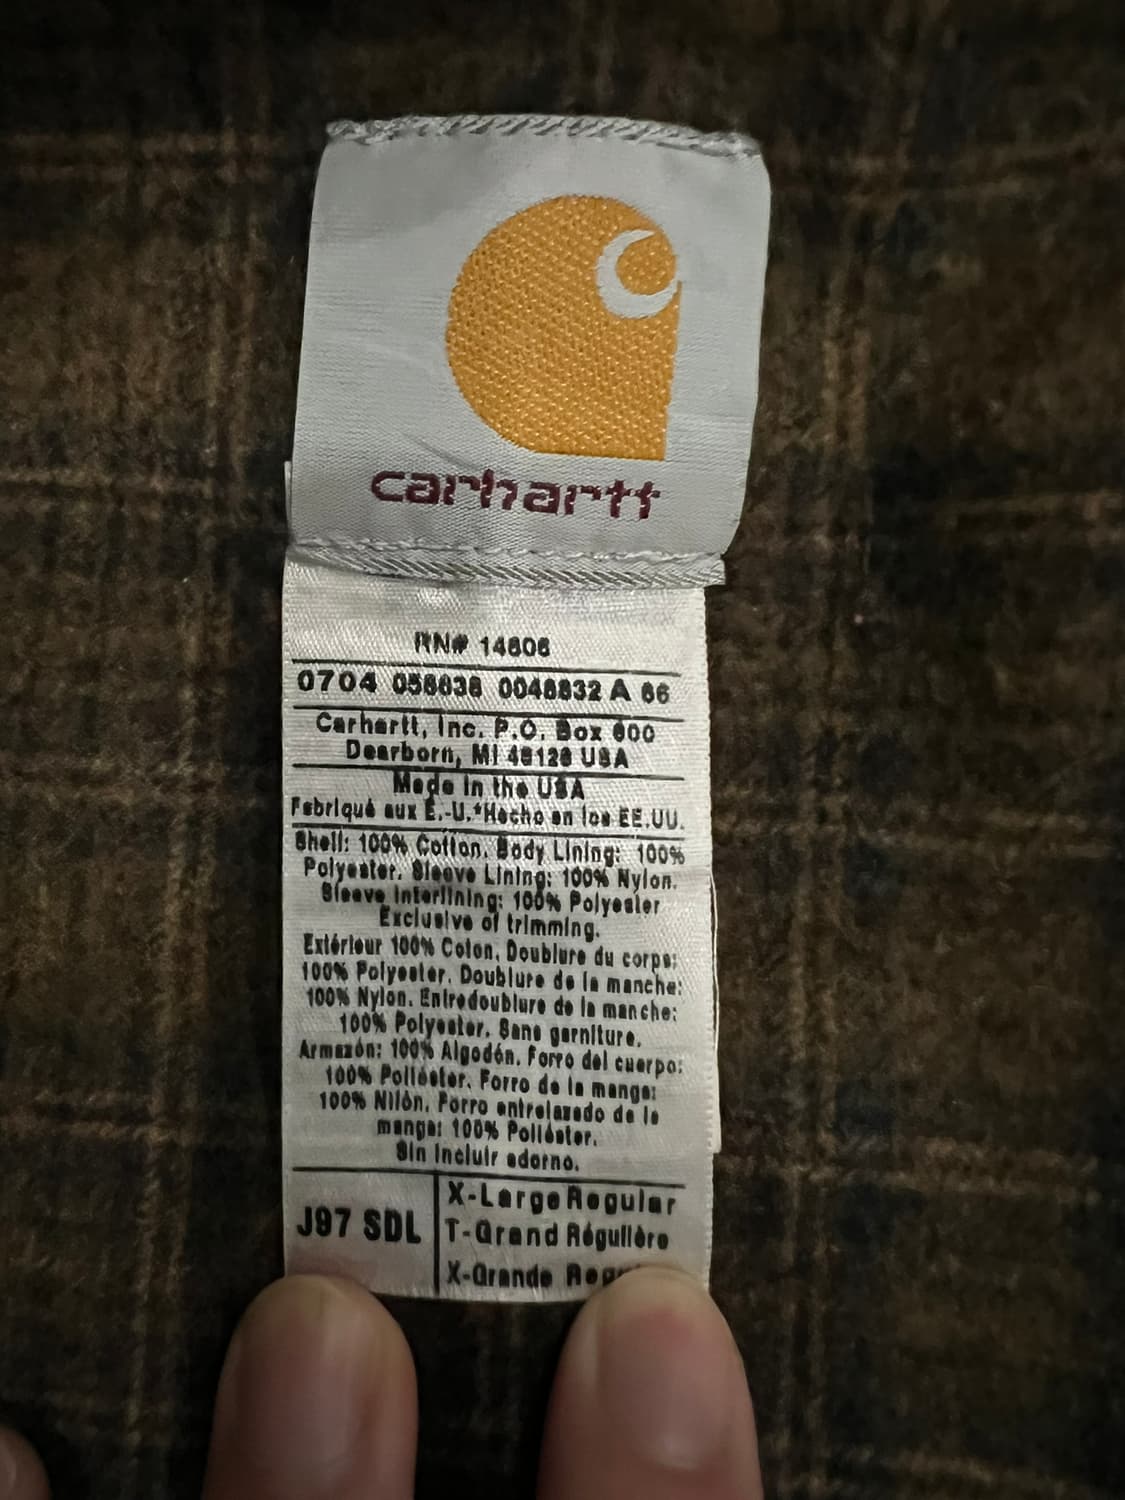 carhartt
RN# 14806
0704 058838 0048832 A 66
Carhartt, Inc. P.O. Box 600
Dearborn, MI 48126 USA
Made in the USA
Fabriqué aux É.-U.*Hecho en los EE.UU.
Shell: 100% Cotton. Body Lining: 100%
Polyester. Sleeve Lining: 100% Nylon.
Sleeve Interlining: 100% Polyester
Exclusive of trimming.
Extérieur 100% Coton. Doublure du corps:
100% Polyester. Doublure de la manche:
100% Nylon. Entredoublure de la manche:
100% Polyester. Sans garniture.
Armazón: 100% Algodón. Forro del cuerpo:
100% Poliéster. Forro de la manga:
100% Nilón. Forro entrelazado de la
manga: 100% Poliéster.
Sin incluir adorno.
J97 SDL
X-Large Regular
T-Grand Régulière
X-Grande